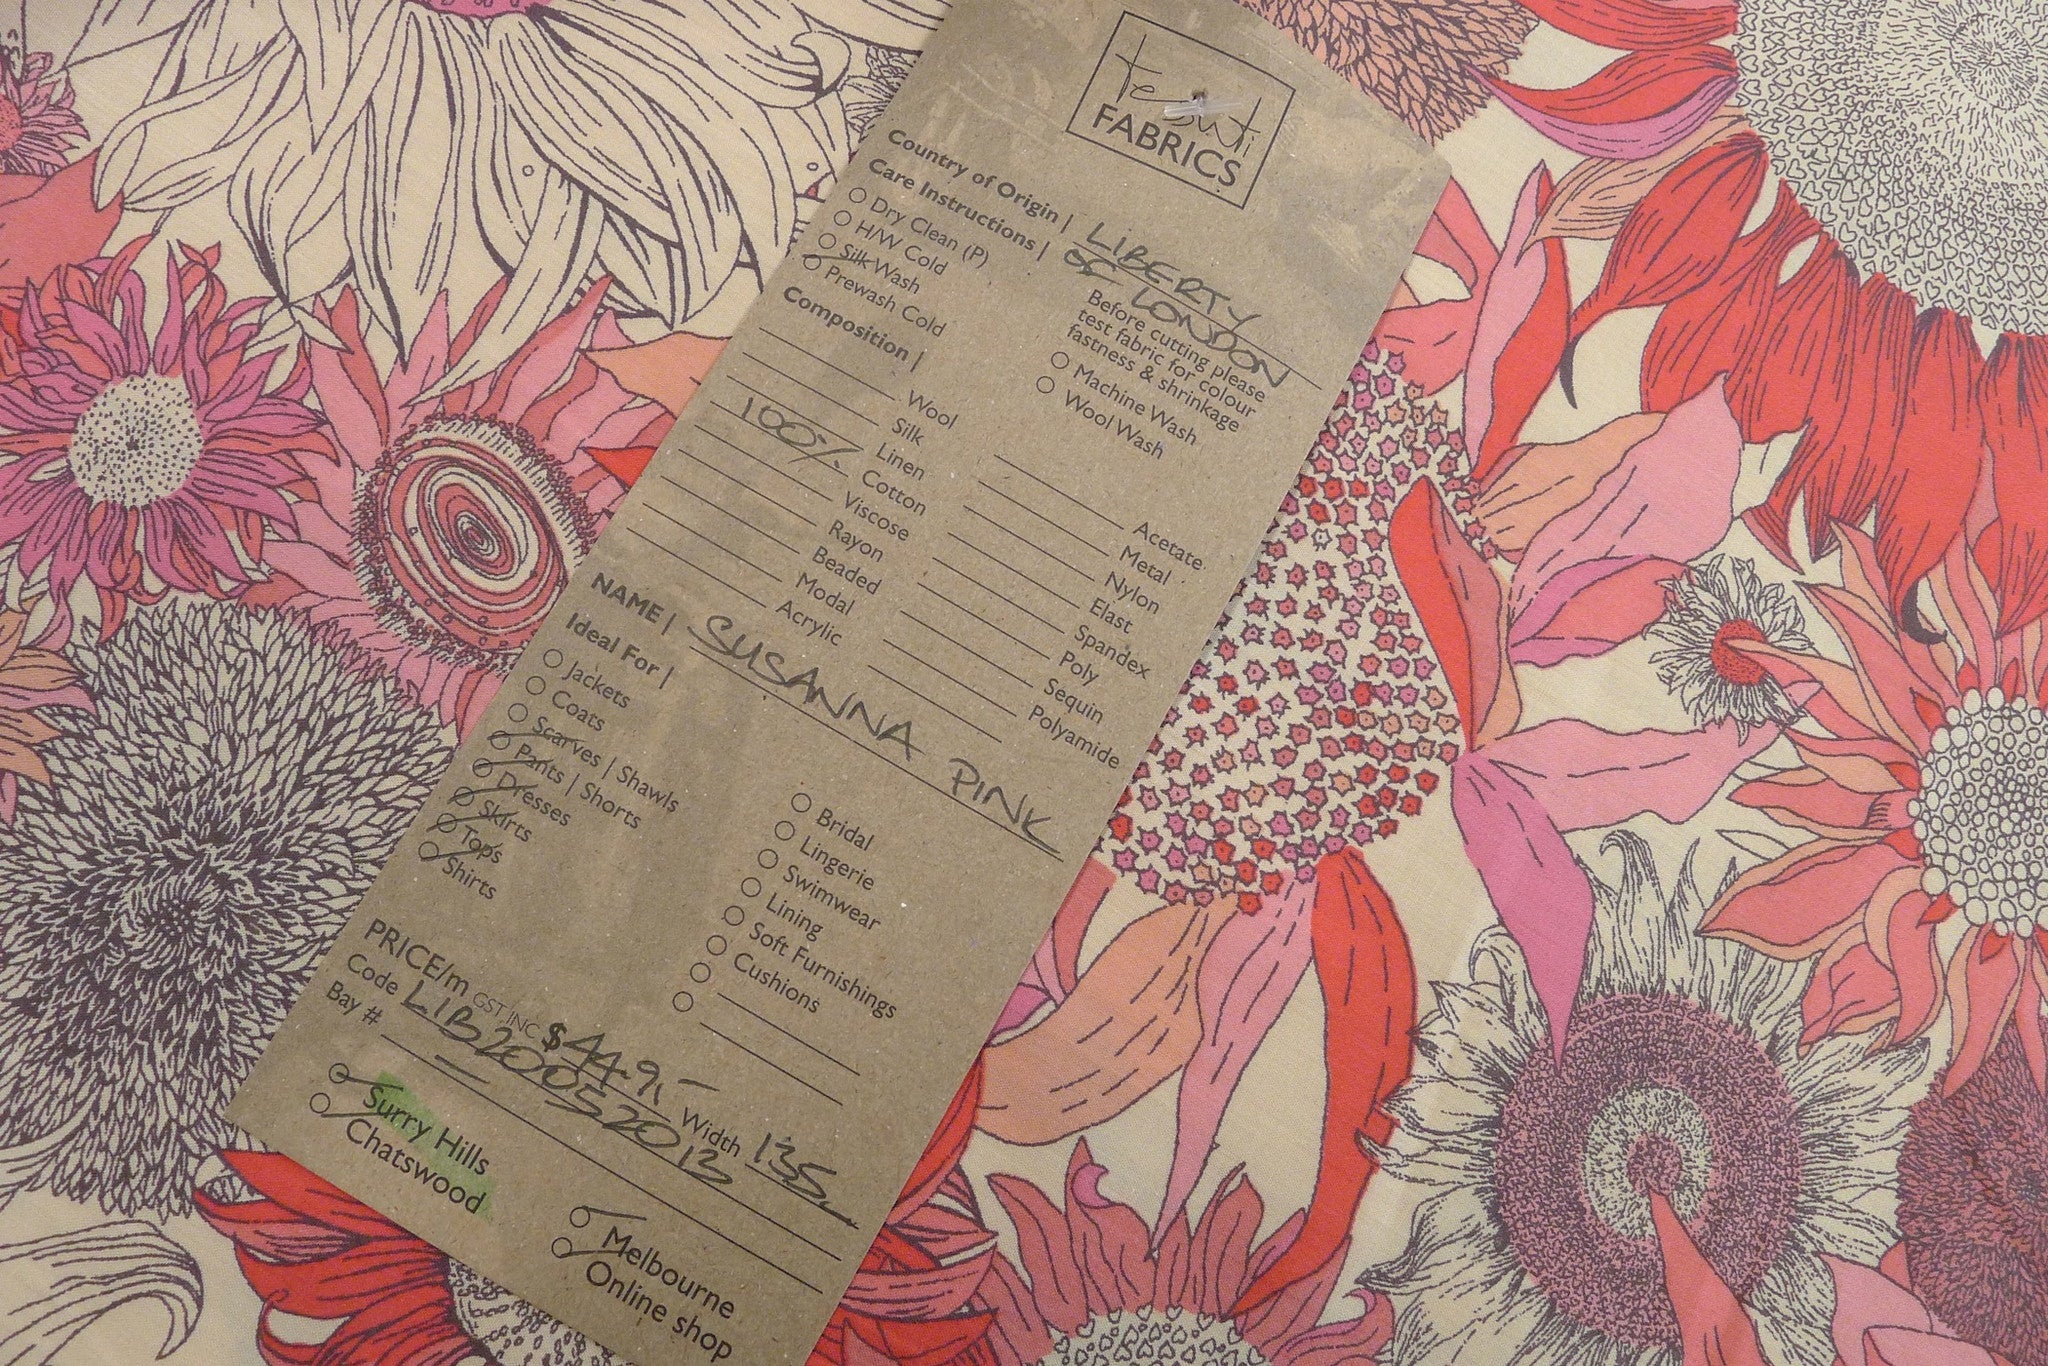 tessuti
FABRICS
Country of Origin | LIBERTY
OF LONDON
Care Instructions |
Dry Clean (P)
H/W Cold
Silk Wash
Prewash Cold
Before cutting please
test fabric for colour
fastness & shrinkage
Machine Wash
Wool Wash
Composition |
Wool
Silk
Linen
100% Cotton
Viscose
Rayon
Beaded
Modal
Acrylic
Acetate
Metal
Nylon
Elast
Spandex
Poly
Sequin
Polyamide
NAME | SUSANNA PINK
Ideal For |
Jackets
Coats
Scarves | Shawls
Pants | Shorts
Dresses
Skirts
Tops
Shirts
Bridal
Lingerie
Swimwear
Lining
Soft Furnishings
Cushions
PRICE/m GST INC $44.9,- Width 135
Code LIB20052013
Bay #
Surry Hills
Chatswood
Melbourne
Online shop